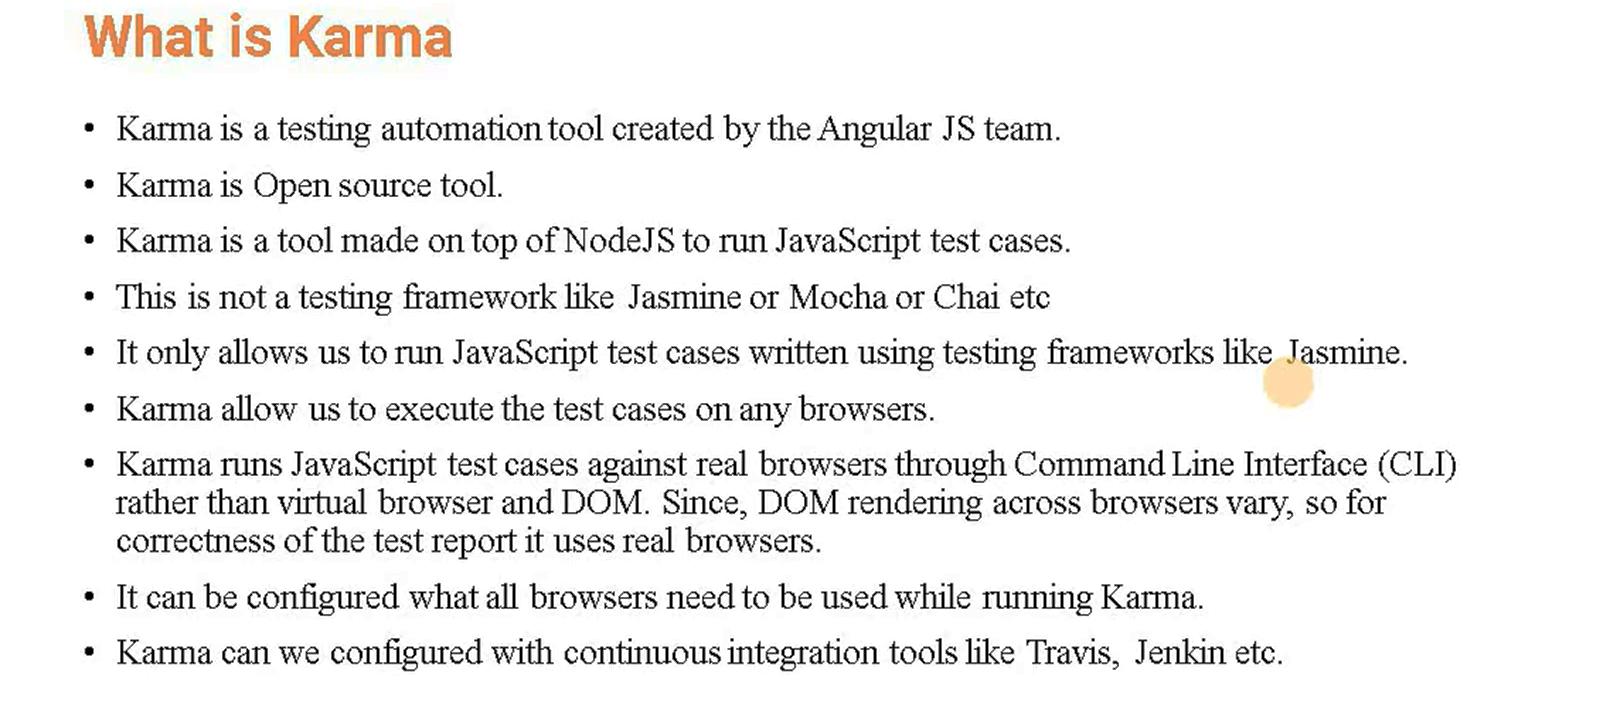 What is Karma
• Karma is a testing automation tool created by the Angular JS team.
• Karma is Open source tool.
• Karma is a tool made on top of NodeJS to run JavaScript test cases.
• This is not a testing framework like Jasmine or Mocha or Chai etc
• It only allows us to run JavaScript test cases written using testing frameworks like Jasmine.
• Karma allow us to execute the test cases on any browsers.
• Karma runs JavaScript test cases against real browsers through Command Line Interface (CLI)
rather than virtual browser and DOM. Since, DOM rendering across browsers vary, so for
correctness of the test report it uses real browsers.
• It can be configured what all browsers need to be used while running Karma.
• Karma can we configured with continuous integration tools like Travis, Jenkin etc.